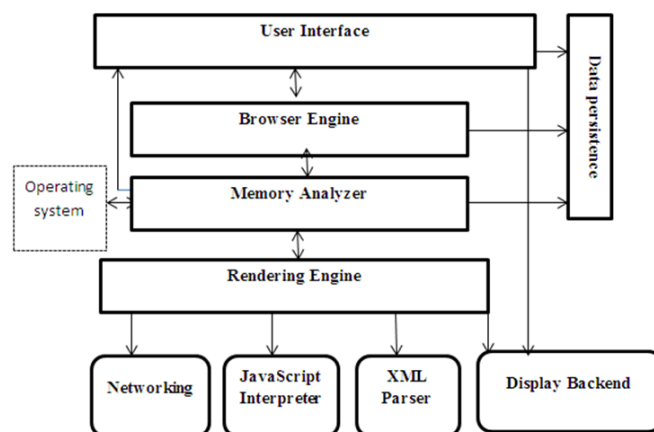 User Interface
Data persistence
Browser Engine
Operating
system
Memory Analyzer
Rendering Engine
Networking
JavaScript
Interpreter
XML
Parser
Display Backend